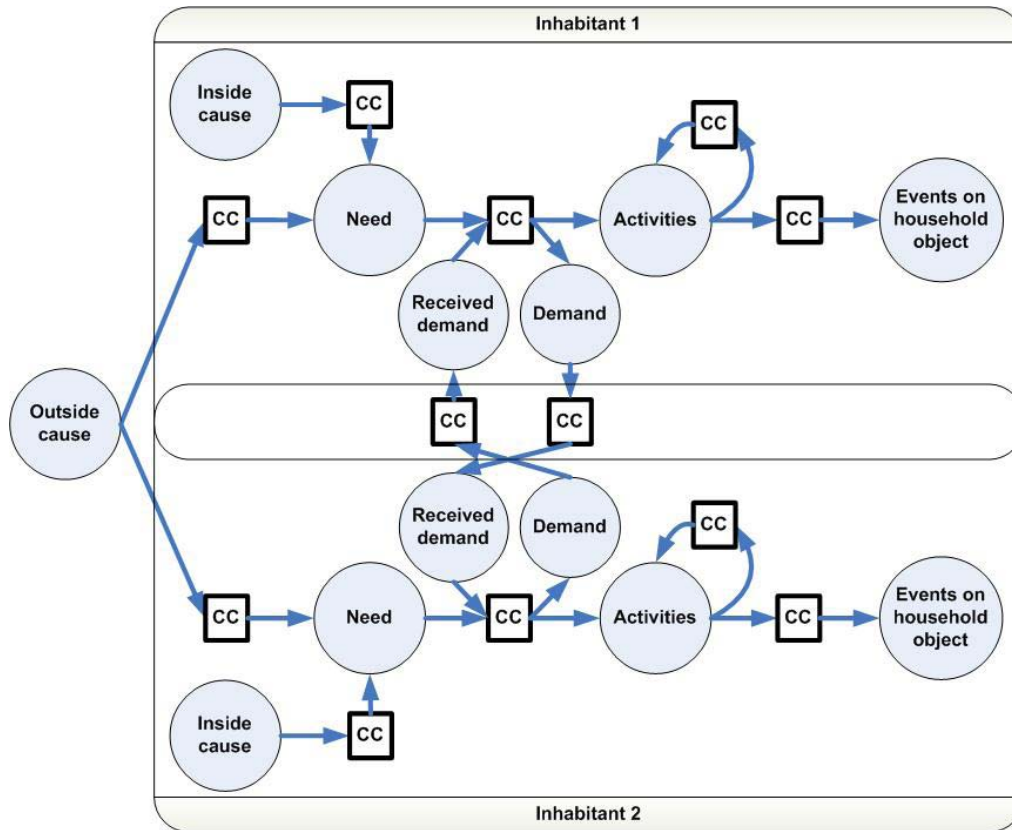 Inhabitant 1
Inside
cause
CC
CC
CC
Need
CC
Activities
CC
Events on
household
object
Received
demand
Demand
Outside
cause
CC
CC
Received
demand
Demand
CC
CC
Need
CC
Activities
CC
Events on
household
object
Inside
cause
CC
Inhabitant 2